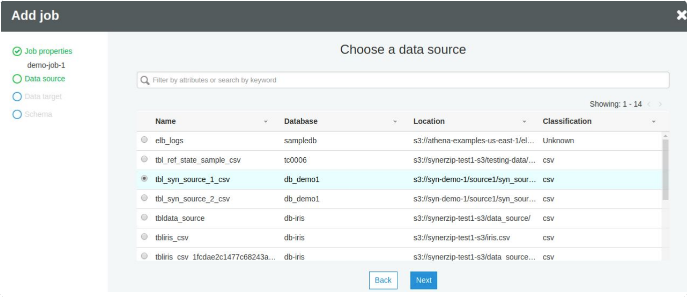 Add job
Job properties
demo-job-1
Data source
Data target
Schema
Choose a data source
Filter by attributes or search by keyword
Showing: 1 - 14
Name Database Location Classification
elb_logs sampledb s3://athena-examples-us-east-1/el... Unknown
tbl_ref_state_sample_csv tc0006 s3://synerzip-test1-s3/testing-data/... csv
tbl_syn_source_1_csv db_demo1 s3://syn-demo-1/source1/syn_sour... csv
tbl_syn_source_2_csv db_demo1 s3://syn-demo-1/source1/syn_sour... csv
tbldata_source db-iris s3://synerzip-test1-s3/data_source/ csv
tbliris_csv db-iris s3://synerzip-test1-s3/iris.csv csv
tbliris_csv_1fcdae2c1477c68243a... db-iris s3://synerzip-test1-s3/data_source... csv
Back Next